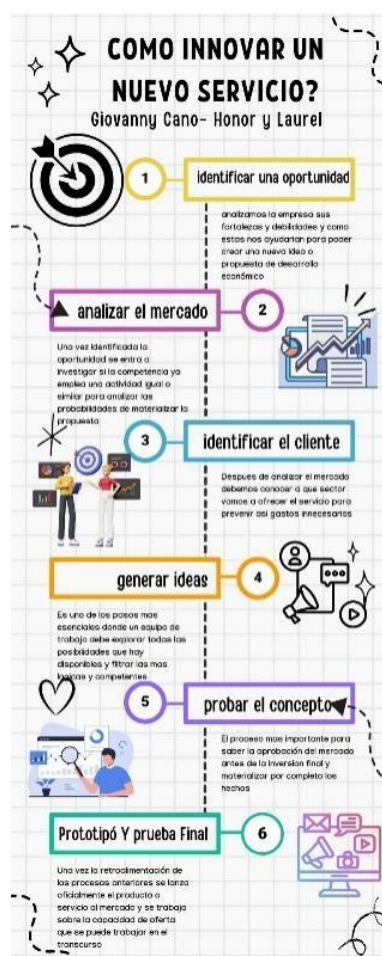 COMO INNOVAR UN
NUEVO SERVICIO?
Giovanny Cano- Honor y Laurel
1
identificar una oportunidad
analizamos la empresa sus
fortalezas y debilidades y como
estas nos ayudarian para poder
crear una nueva idea o
propuesta de desarrollo
económico
analizar el mercado
2
Una vez identificada la
oportunidad se entra a
investigar si la competencia ya
emplea una actividad igual o
similar para analizar las
probabilidades de materializar la
propuesta
3
identificar el cliente
Despues de analizar el mercado
debemos conocer a que sector
vamos a ofrecer el servicio para
prevenir asi gastos innecesarios
generar ideas
4
Es uno de los pasos mas
esenciales donde un equipo de
trabajo debe explorar todas las
posibilidades que hay
disponibles y filtrar las mas
logicas y competentes
5
probar el concepto
El proceso mas importante para
saber la aprobación del mercado
antes de la inversion final y
materializar por completo los
hechos
Prototipó Y prueba Final
6
Una vez la retroalimentación de
los procesos anteriores se lanza
oficialmente el producto o
servicio al mercado y se trabaja
sobre la capacidad de oferta
que se puede trabajar en el
transcurso